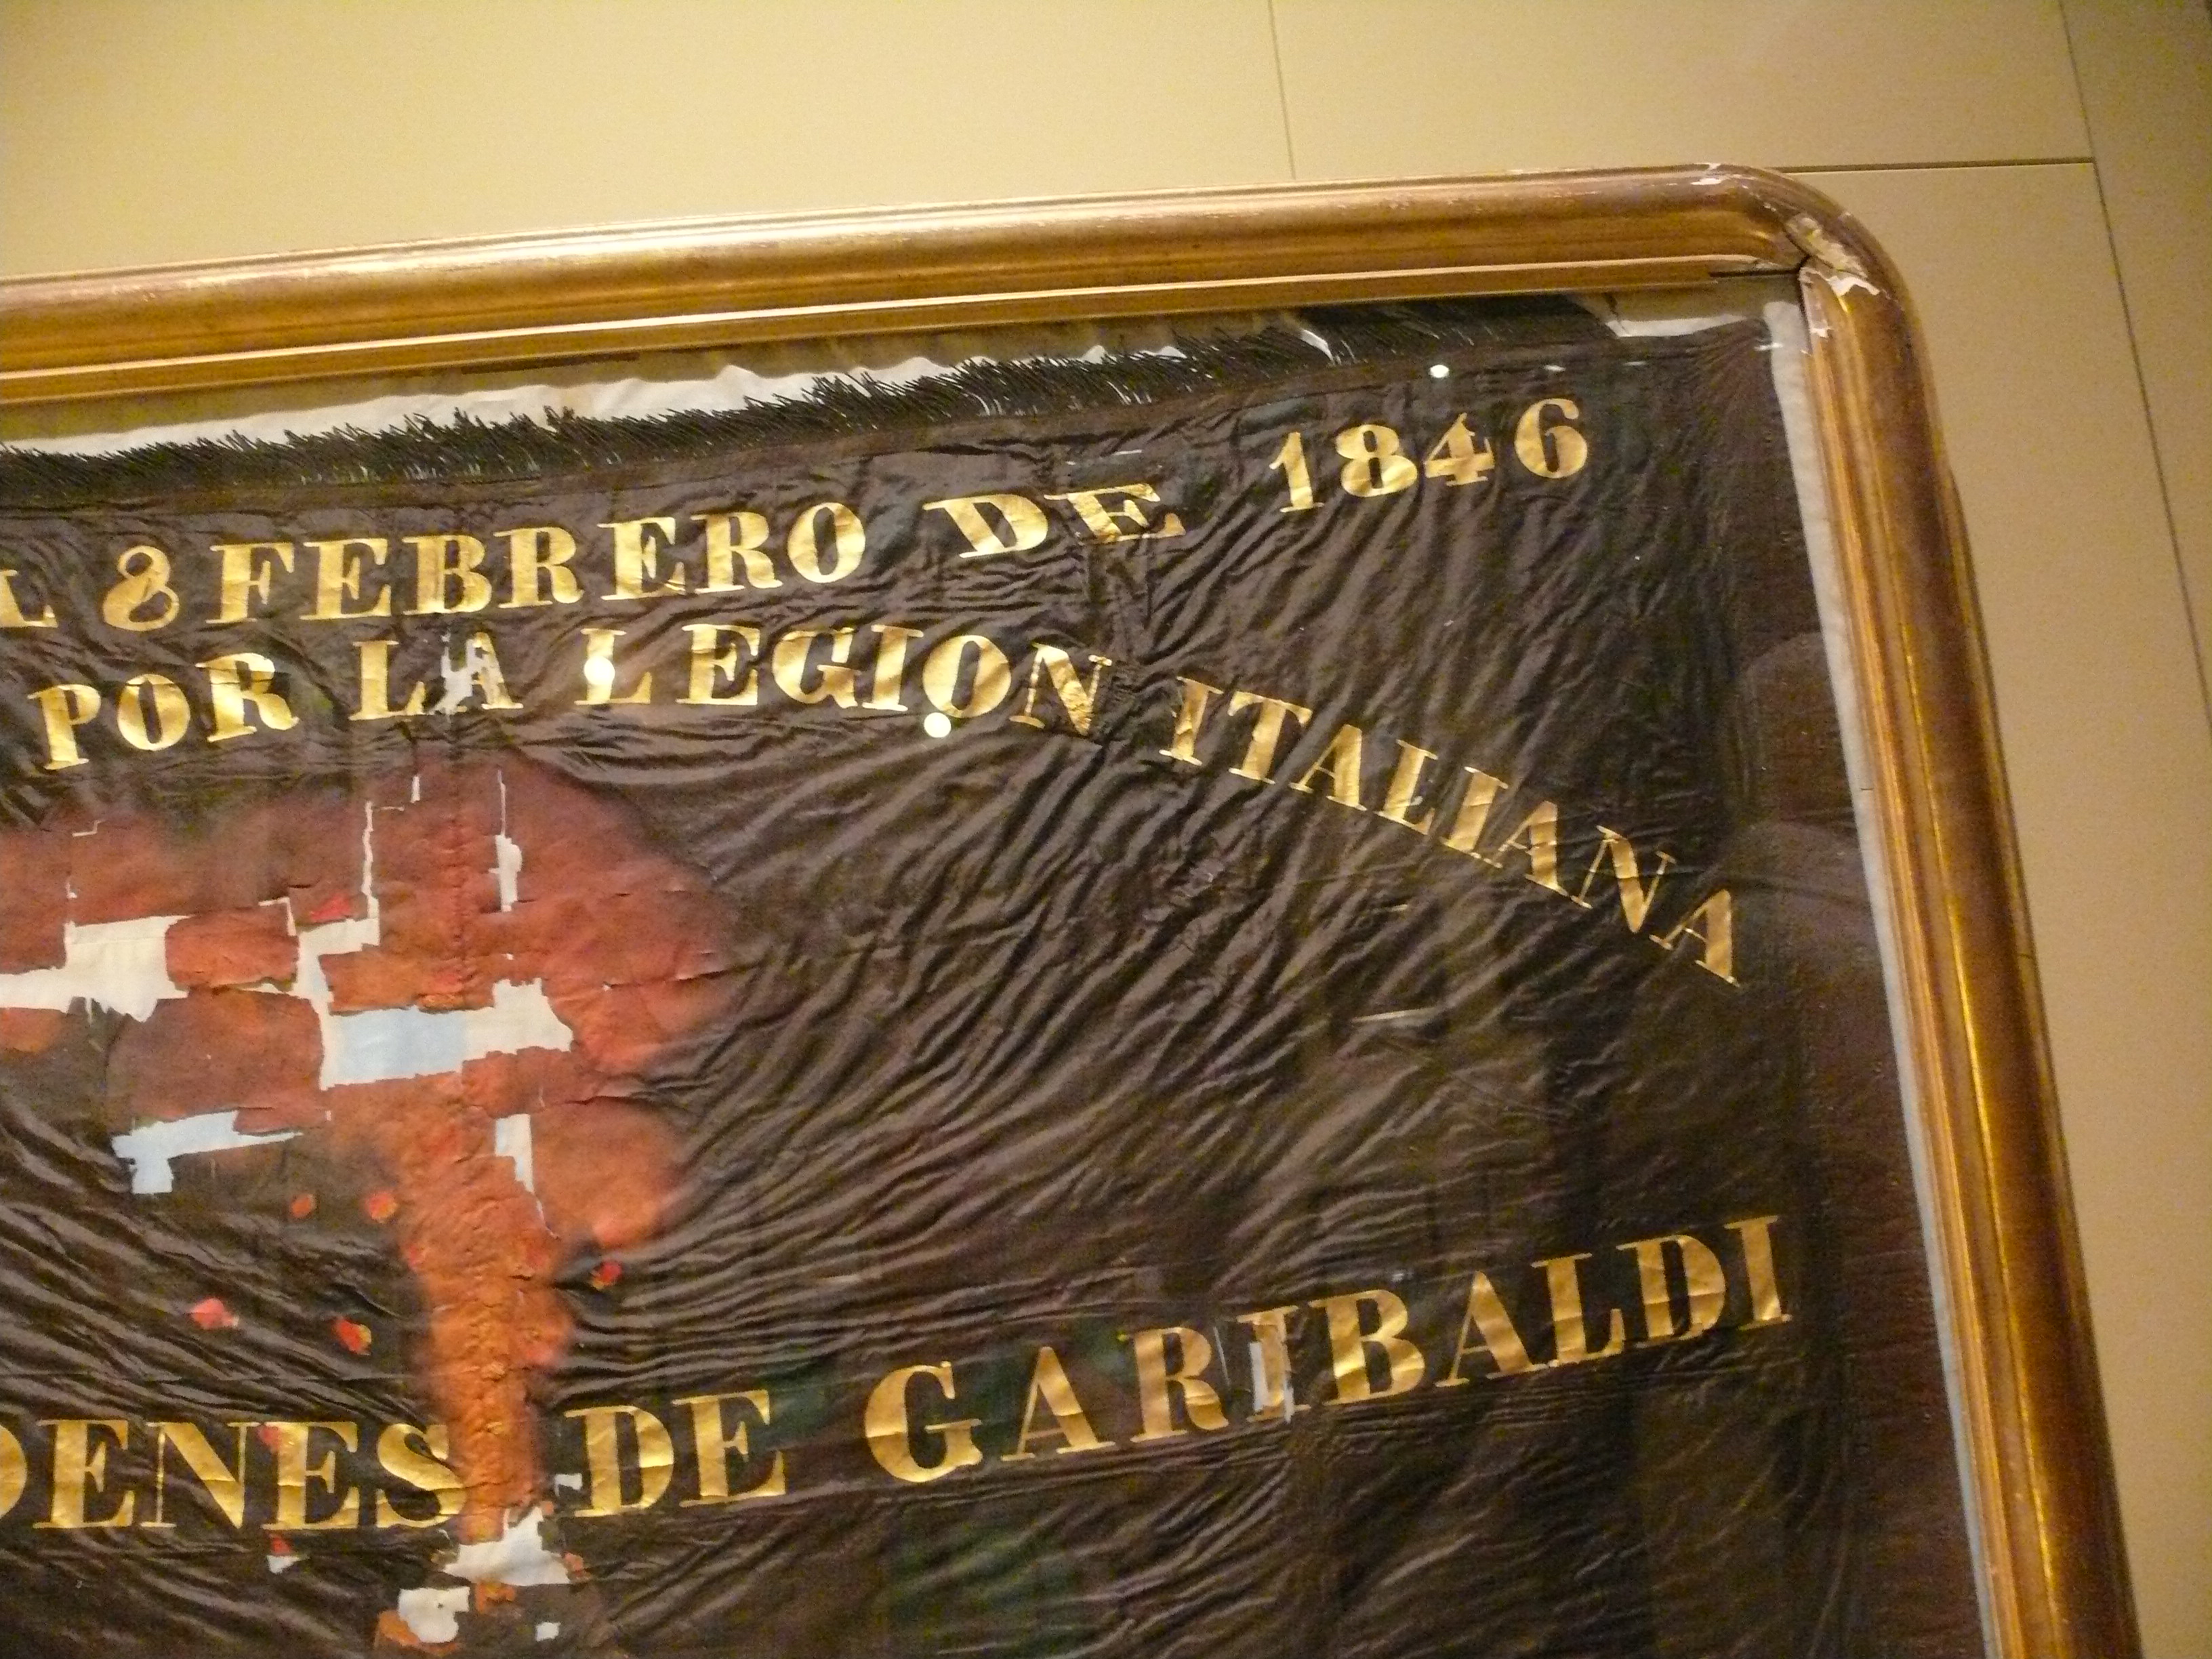 8 FEBRERO DE 1846
POR LA LEGION ITALIANA
DENES DE GARIBALDI